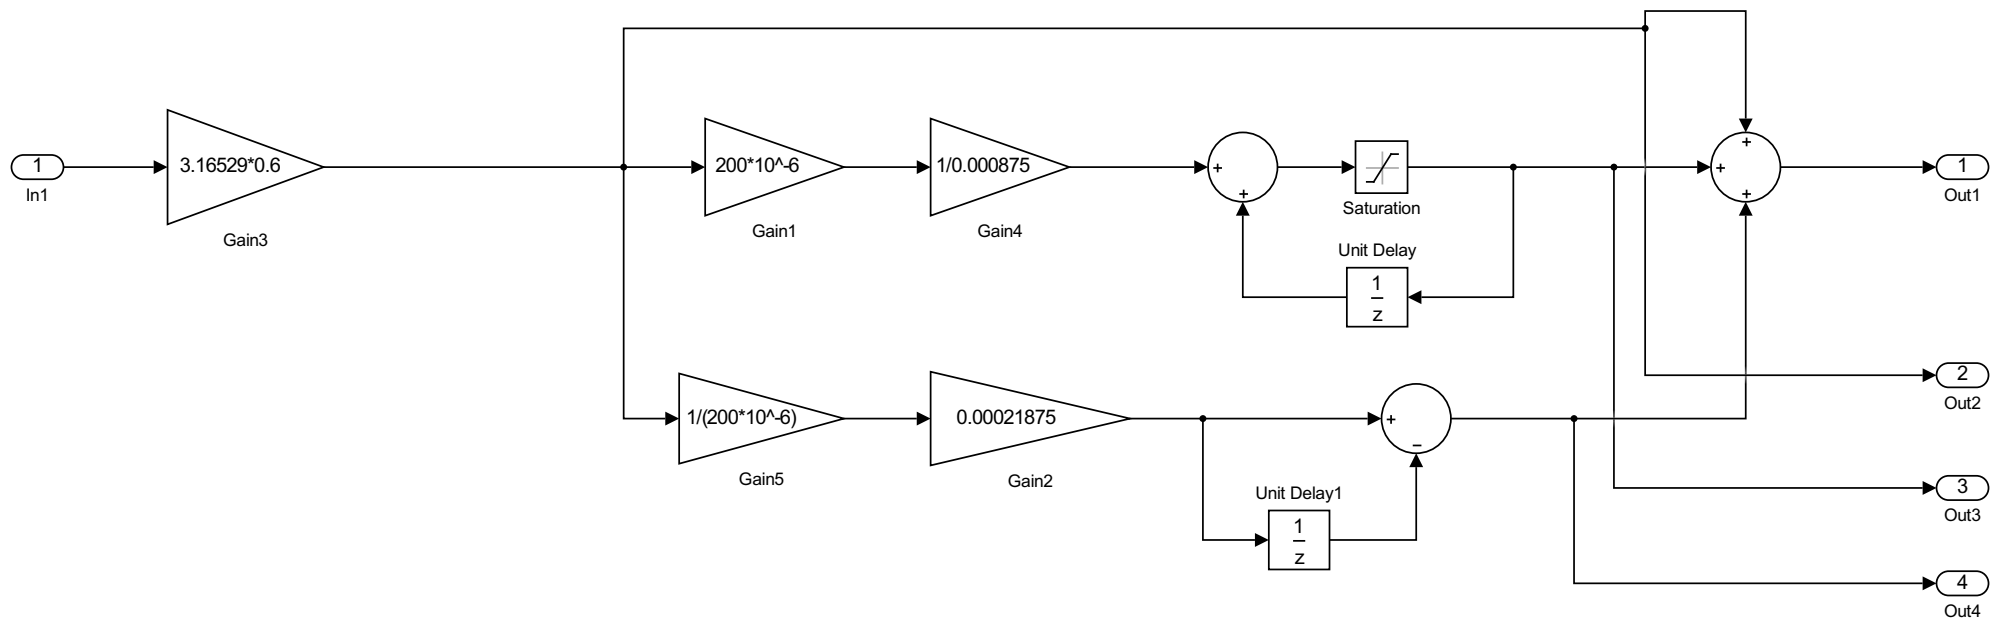 1
In1
3.16529*0.6
Gain3
200*10^-6
Gain1
1/0.000875
Gain4
+
+
Saturation
Unit Delay
1
z
+
+
+
1
Out1
1/(200*10^-6)
Gain5
0.00021875
Gain2
+
−
Unit Delay1
1
z
2
Out2
3
Out3
4
Out4